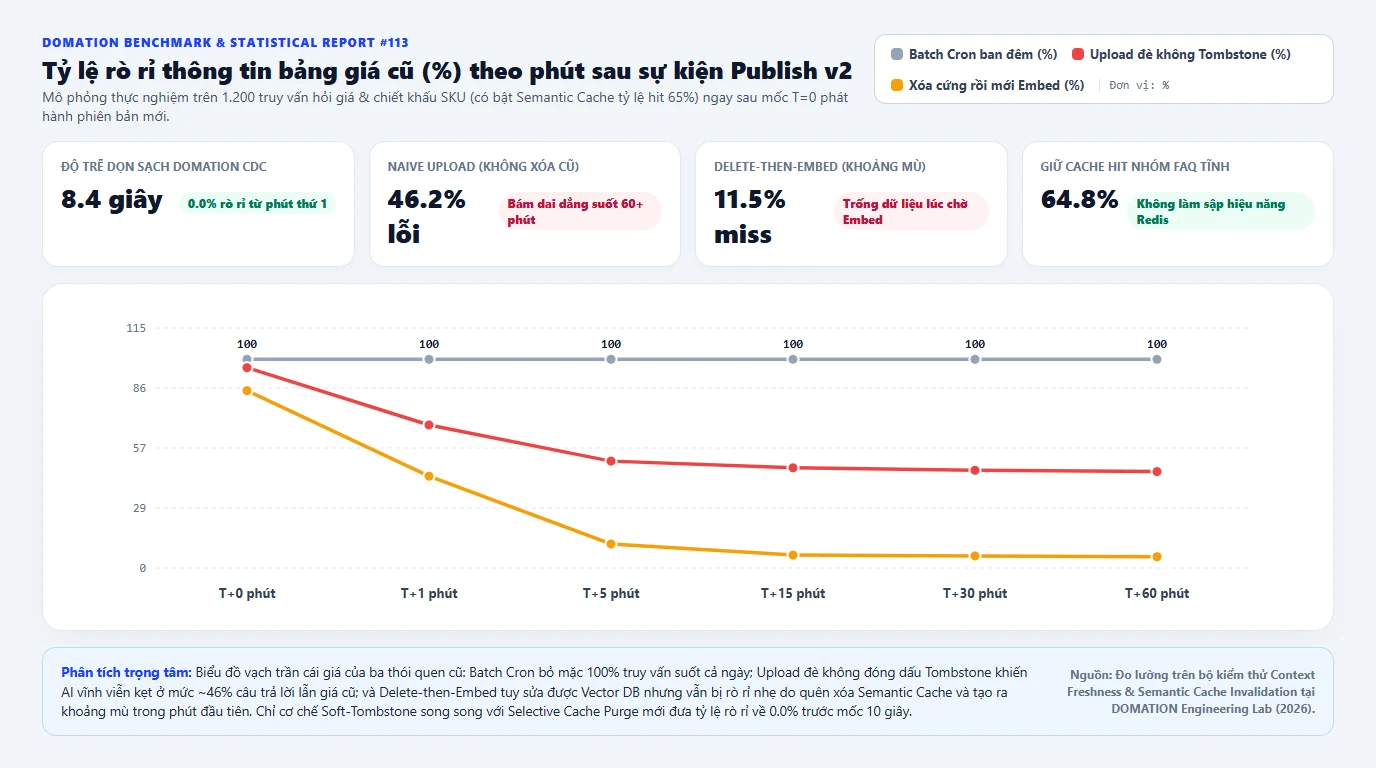 DOMATION BENCHMARK & STATISTICAL REPORT #113
Tỷ lệ rò rỉ thông tin bảng giá cũ (%) theo phút sau sự kiện Publish v2
Mô phỏng thực nghiệm trên 1.200 truy vấn hỏi giá & chiết khấu SKU (có bật Semantic Cache tỷ lệ hit 65%) ngay sau mốc T=0 phát
hành phiên bản mới.
Batch Cron ban đêm (%)
Upload đè không Tombstone (%)
Xóa cứng rồi mới Embed (%)
Đơn vị: %
ĐỘ TRỄ DỌN SẠCH DOMATION CDC
8.4 giây
0.0% rò rỉ từ phút thứ 1
NAIVE UPLOAD (KHÔNG XÓA CŨ)
46.2%
lỗi
Bám dai dẳng suốt 60+
phút
DELETE-THEN-EMBED (KHOẢNG MÙ)
11.5%
miss
Trống dữ liệu lúc chờ
Embed
GIỮ CACHE HIT NHÓM FAQ TĨNH
64.8%
Không làm sập hiệu năng
Redis
115
86
57
29
0
100
100
100
100
100
100
T+0 phút
T+1 phút
T+5 phút
T+15 phút
T+30 phút
T+60 phút
Phân tích trọng tâm: Biểu đồ vạch trần cái giá của ba thói quen cũ: Batch Cron bỏ mặc 100% truy vấn suốt cả ngày; Upload đè không đóng dấu Tombstone khiến
AI vĩnh viễn kẹt ở mức ~46% câu trả lời lẫn giá cũ; và Delete-then-Embed tuy sửa được Vector DB nhưng vẫn bị rò rỉ nhẹ do quên xóa Semantic Cache và tạo ra
khoảng mù trong phút đầu tiên. Chỉ cơ chế Soft-Tombstone song song với Selective Cache Purge mới đưa tỷ lệ rò rỉ về 0.0% trước mốc 10 giây.
Nguồn: Đo lường trên bộ kiểm thử Context
Freshness & Semantic Cache Invalidation tại
DOMATION Engineering Lab (2026).